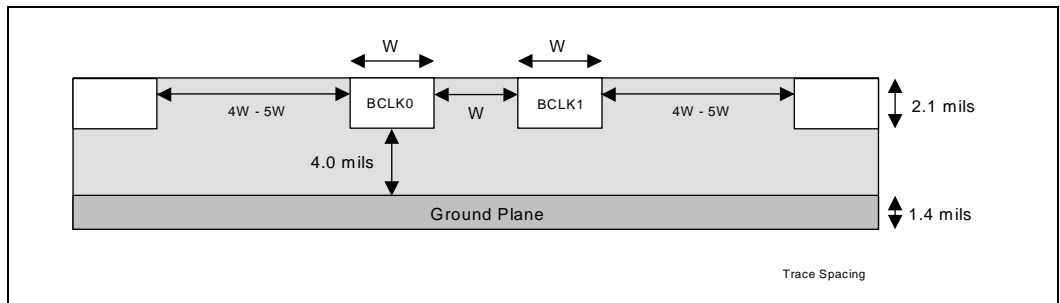 W
W
BCLK0
BCLK1
4W - 5W
W
4W - 5W
2.1 mils
4.0 mils
Ground Plane
1.4 mils
Trace Spacing